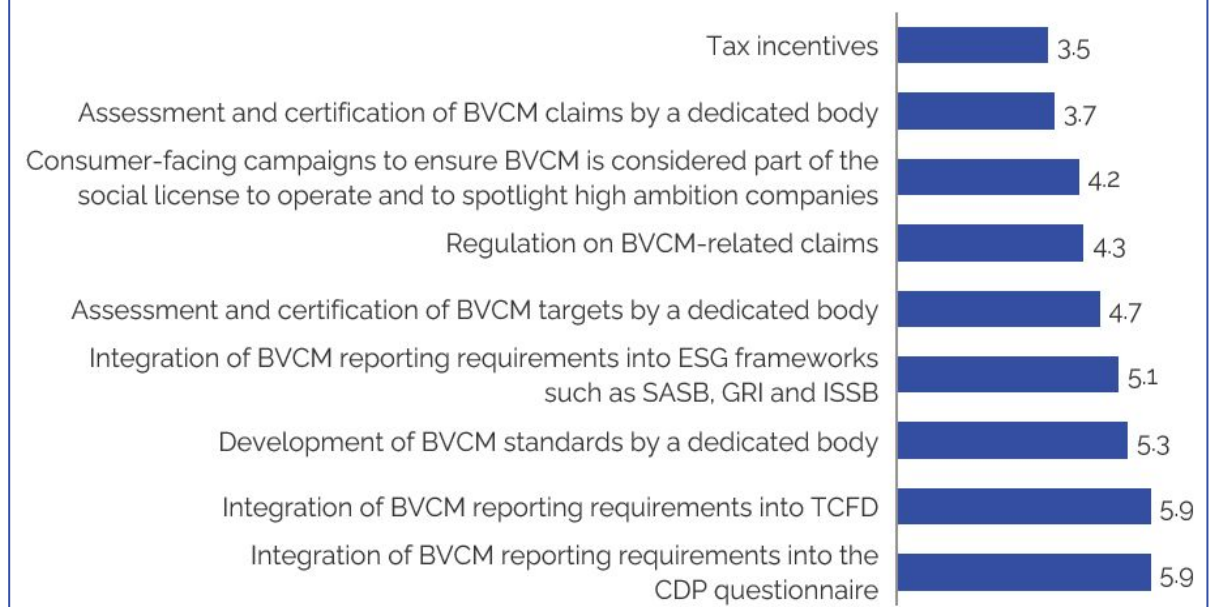 Tax incentives
3.5
Assessment and certification of BVCM claims by a dedicated body
3.7
Consumer-facing campaigns to ensure BVCM is considered part of the
social license to operate and to spotlight high ambition companies
4.2
Regulation on BVCM-related claims
4.3
Assessment and certification of BVCM targets by a dedicated body
4.7
Integration of BVCM reporting requirements into ESG frameworks
such as SASB, GRI and ISSB
5.1
Development of BVCM standards by a dedicated body
5.3
Integration of BVCM reporting requirements into TCFD
5.9
Integration of BVCM reporting requirements into the
CDP questionnaire
5.9